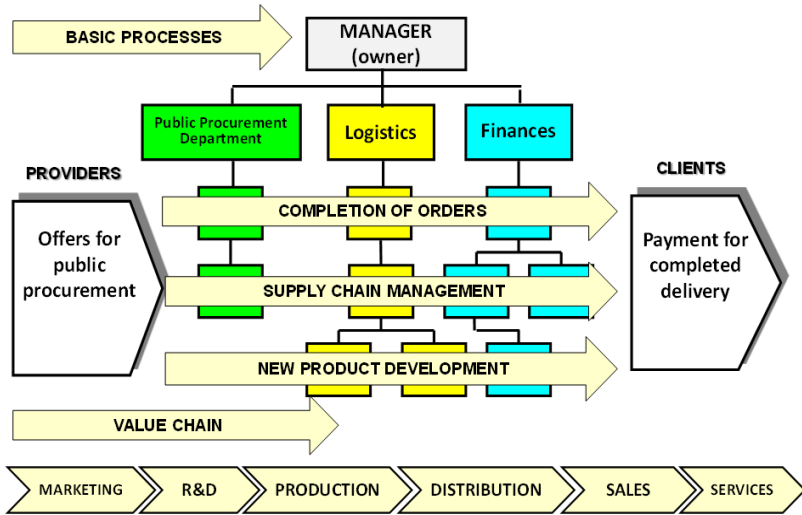 BASIC PROCESSES
MANAGER
(owner)
Public Procurement
Department
Logistics
Finances
PROVIDERS
CLIENTS
COMPLETION OF ORDERS
Offers for
public
procurement
Payment for
completed
delivery
SUPPLY CHAIN MANAGEMENT
NEW PRODUCT DEVELOPMENT
VALUE CHAIN
MARKETING
R&D
PRODUCTION
DISTRIBUTION
SALES
SERVICES